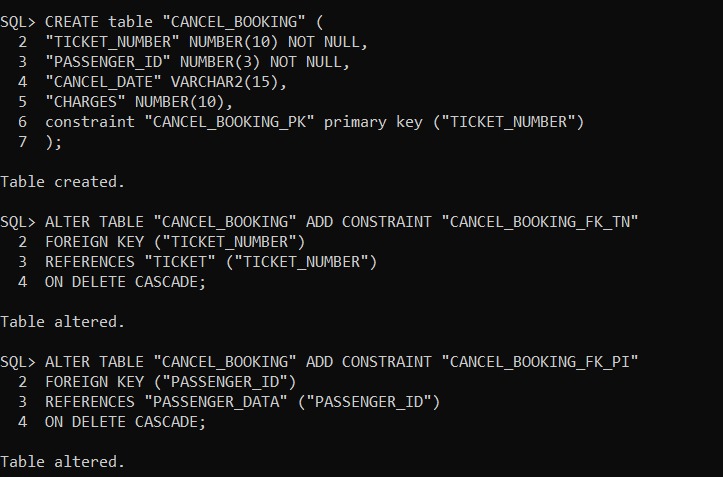 SQL> CREATE table "CANCEL_BOOKING" (
  2  "TICKET_NUMBER" NUMBER(10) NOT NULL,
  3  "PASSENGER_ID" NUMBER(3) NOT NULL,
  4  "CANCEL_DATE" VARCHAR2(15),
  5  "CHARGES" NUMBER(10),
  6  constraint "CANCEL_BOOKING_PK" primary key ("TICKET_NUMBER")
  7  );
Table created.
SQL> ALTER TABLE "CANCEL_BOOKING" ADD CONSTRAINT "CANCEL_BOOKING_FK_TN"
  2  FOREIGN KEY ("TICKET_NUMBER")
  3  REFERENCES "TICKET" ("TICKET_NUMBER")
  4  ON DELETE CASCADE;
Table altered.
SQL> ALTER TABLE "CANCEL_BOOKING" ADD CONSTRAINT "CANCEL_BOOKING_FK_PI"
  2  FOREIGN KEY ("PASSENGER_ID")
  3  REFERENCES "PASSENGER_DATA" ("PASSENGER_ID")
  4  ON DELETE CASCADE;
Table altered.